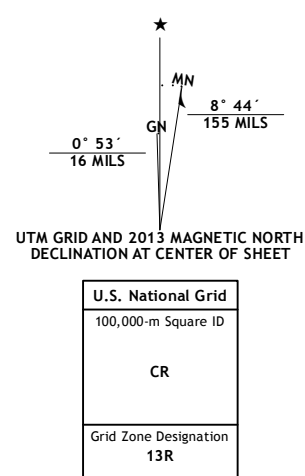 ★
MN
8° 44´
155 MILS
GN
0° 53´
16 MILS
UTM GRID AND 2013 MAGNETIC NORTH
DECLINATION AT CENTER OF SHEET
U.S. National Grid
100,000-m Square ID
CR
Grid Zone Designation
13R